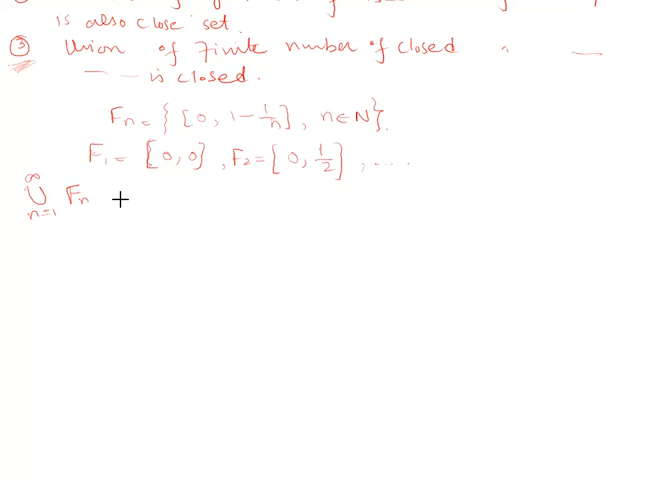 is also close set.
③ Union of Finite number of closed " —
— — is closed.
Fn = { [0, 1 - 1/n], n ∈ N }.
F1 = [0, 0], F2 = [0, 1/2], ....
∞ ∪ n=1 Fn